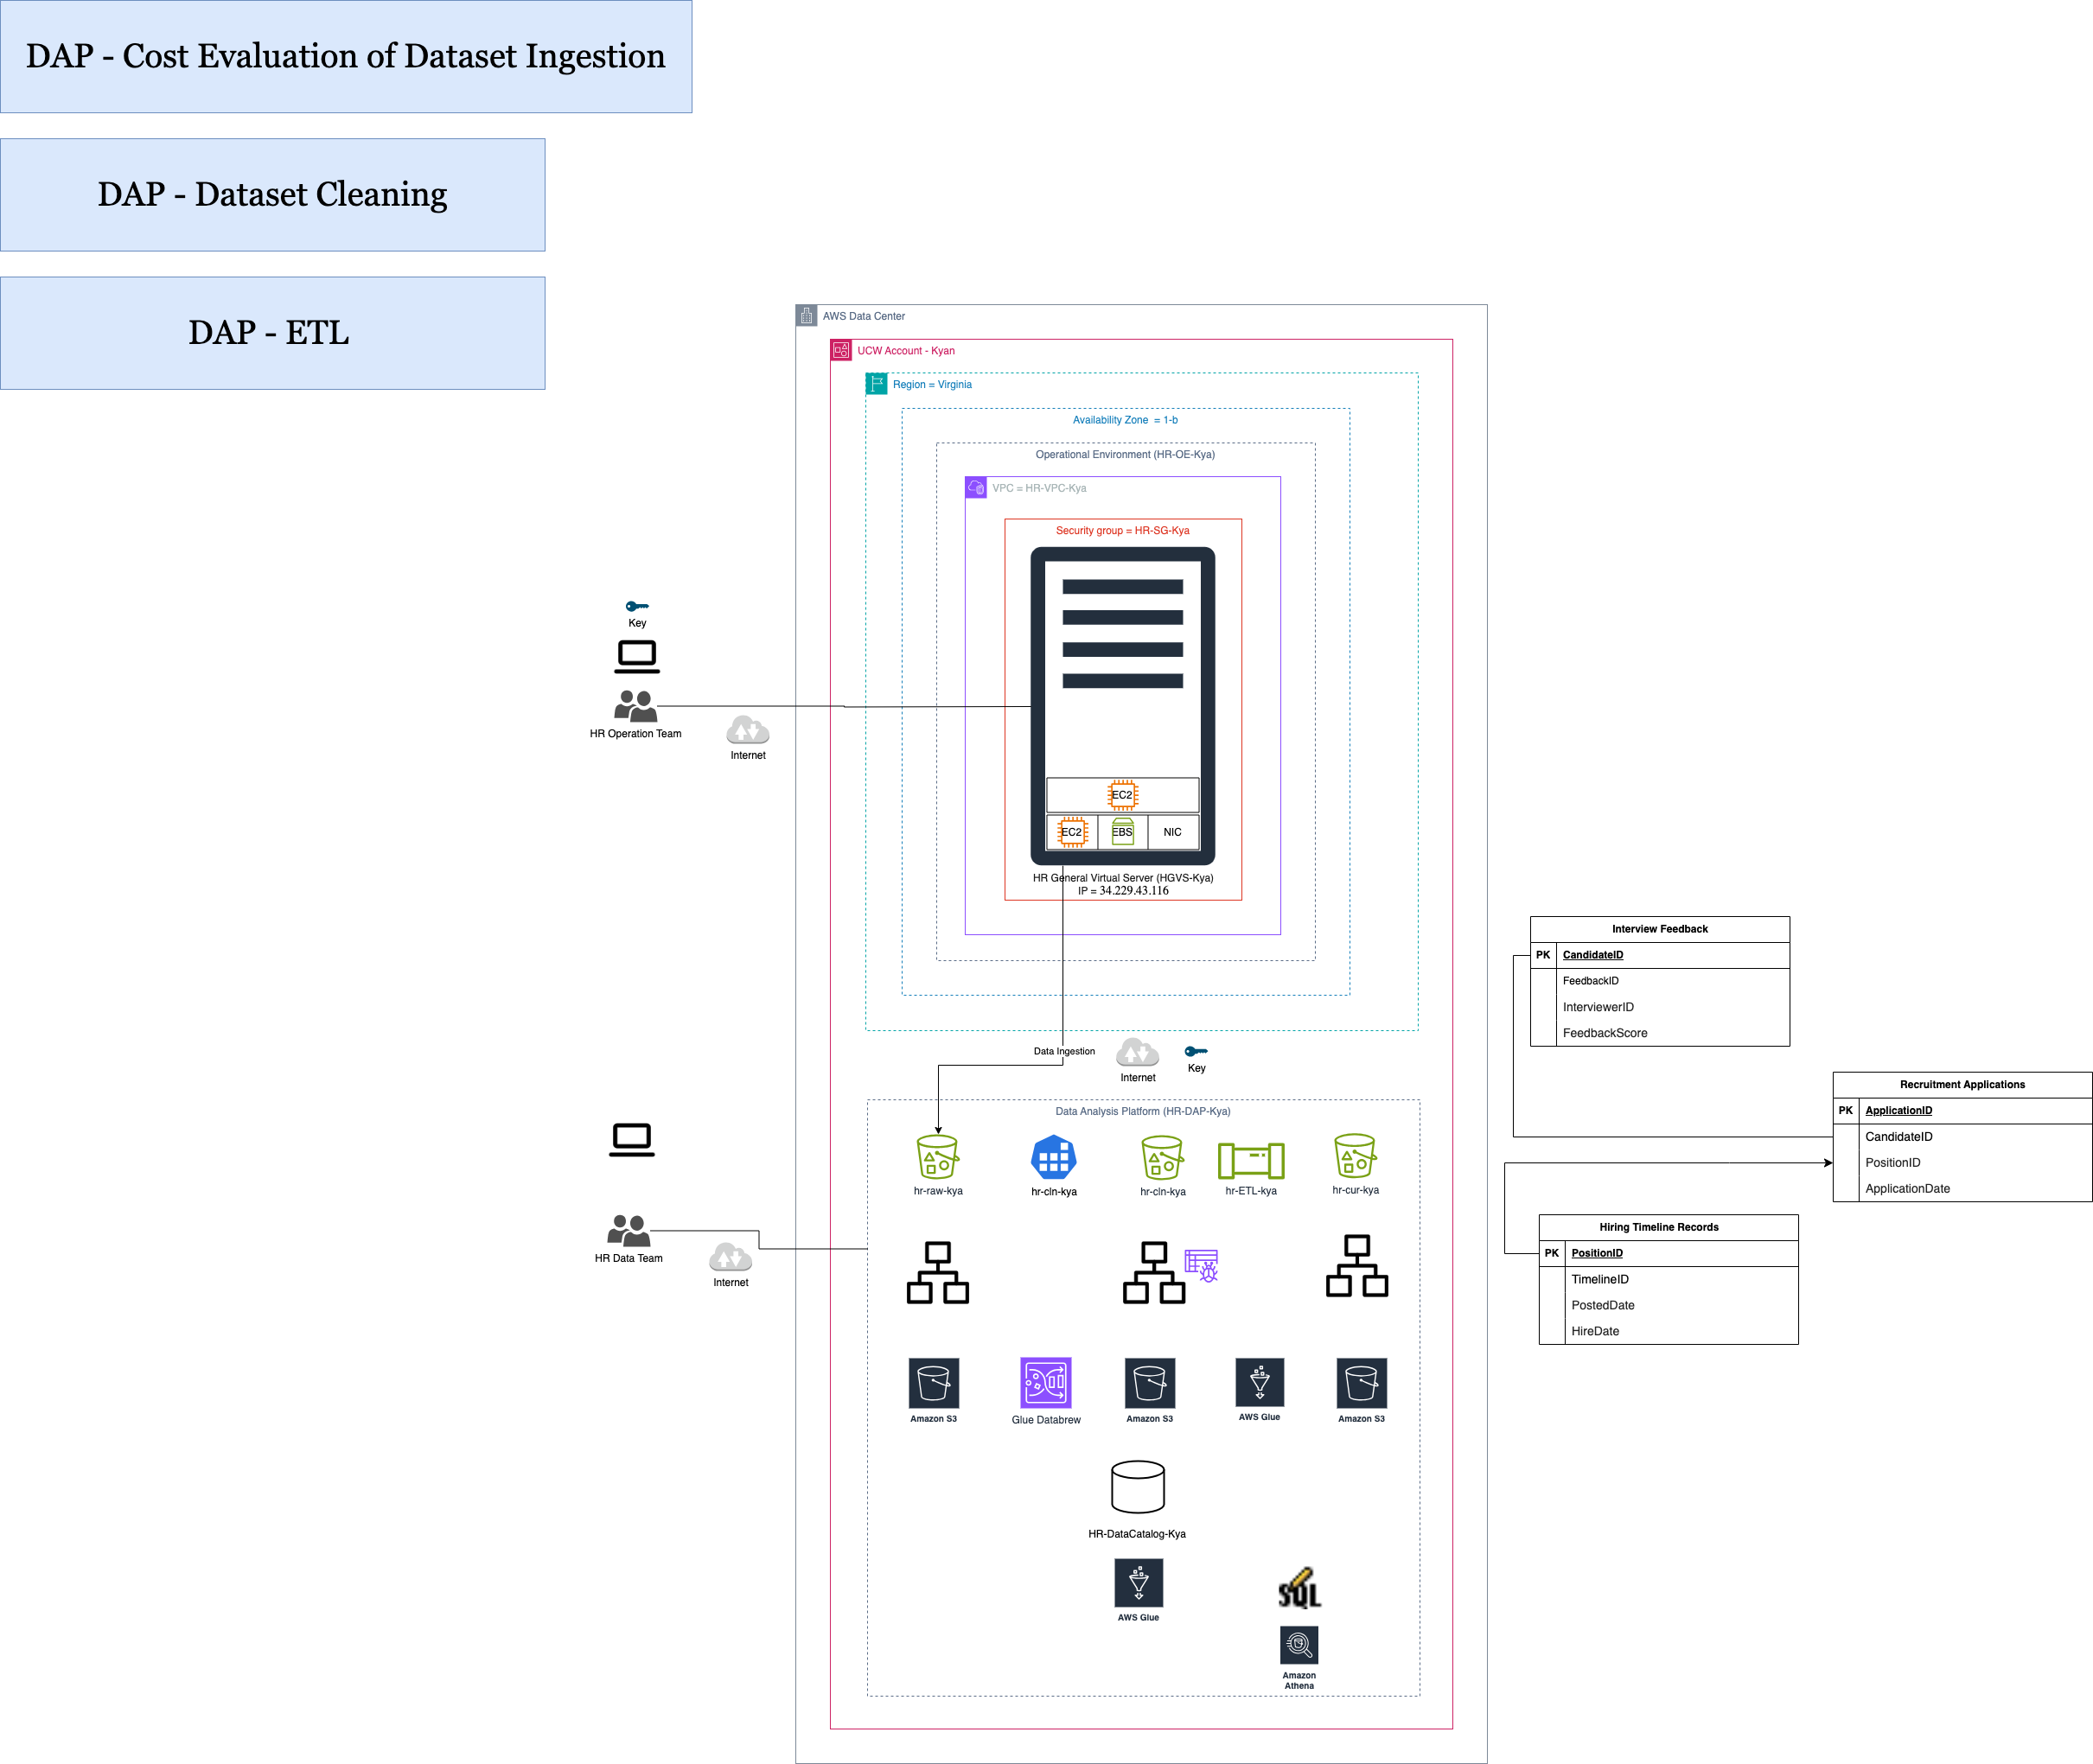 DAP - Cost Evaluation of Dataset Ingestion
DAP - Dataset Cleaning
DAP - ETL
AWS Data Center
UCW Account - Kyan
Region = Virginia
Availability Zone = 1-b
Operational Environment (HR-OE-Kya)
VPC = HR-VPC-Kya
Security group = HR-SG-Kya
Key
HR Operation Team
Internet
EC2
EC2
EBS
NIC
HR General Virtual Server (HGVS-Kya)
IP = 34.229.43.116
Data Ingestion
Internet
Key
Data Analysis Platform (HR-DAP-Kya)
hr-raw-kya
hr-cln-kya
hr-cln-kya
hr-ETL-kya
hr-cur-kya
HR Data Team
Internet
Amazon S3
Glue Databrew
Amazon S3
AWS Glue
Amazon S3
HR-DataCatalog-Kya
AWS Glue
SQL
Amazon
Athena
Interview Feedback
PK CandidateID
FeedbackID
InterviewerID
FeedbackScore
Recruitment Applications
PK ApplicationID
CandidateID
PositionID
ApplicationDate
Hiring Timeline Records
PK PositionID
TimelineID
PostedDate
HireDate